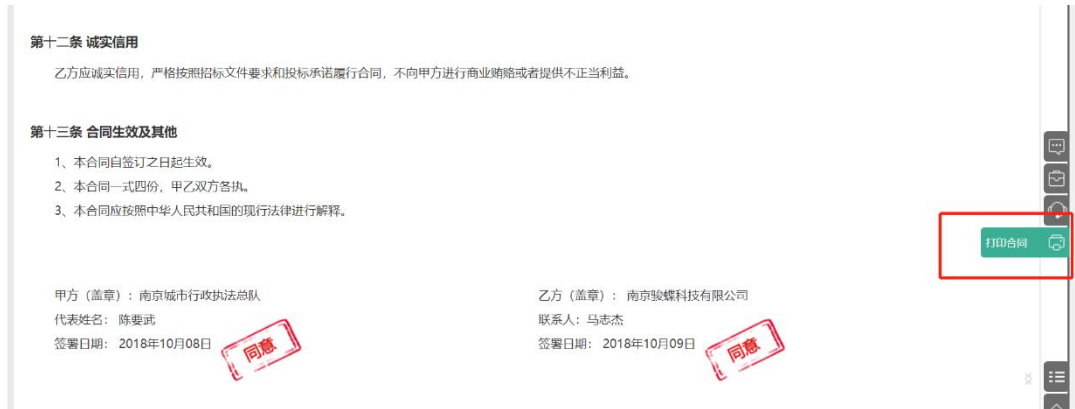 第十二条 诚实信用
乙方应诚实信用，严格按照招标文件要求和投标承诺履行合同，不向甲方进行商业贿赂或者提供不正当利益。
第十三条 合同生效及其他
1、本合同自签订之日起生效。
2、本合同一式四份，甲乙双方各执。
3、本合同应按照中华人民共和国的现行法律进行解释。
打印合同
甲方（盖章）：南京城市行政执法总队
乙方（盖章）： 南京骏蝶科技有限公司
代表姓名： 陈要武
联系人：马志杰
签署日期： 2018年10月08日
同意
签署日期： 2018年10月09日
同意